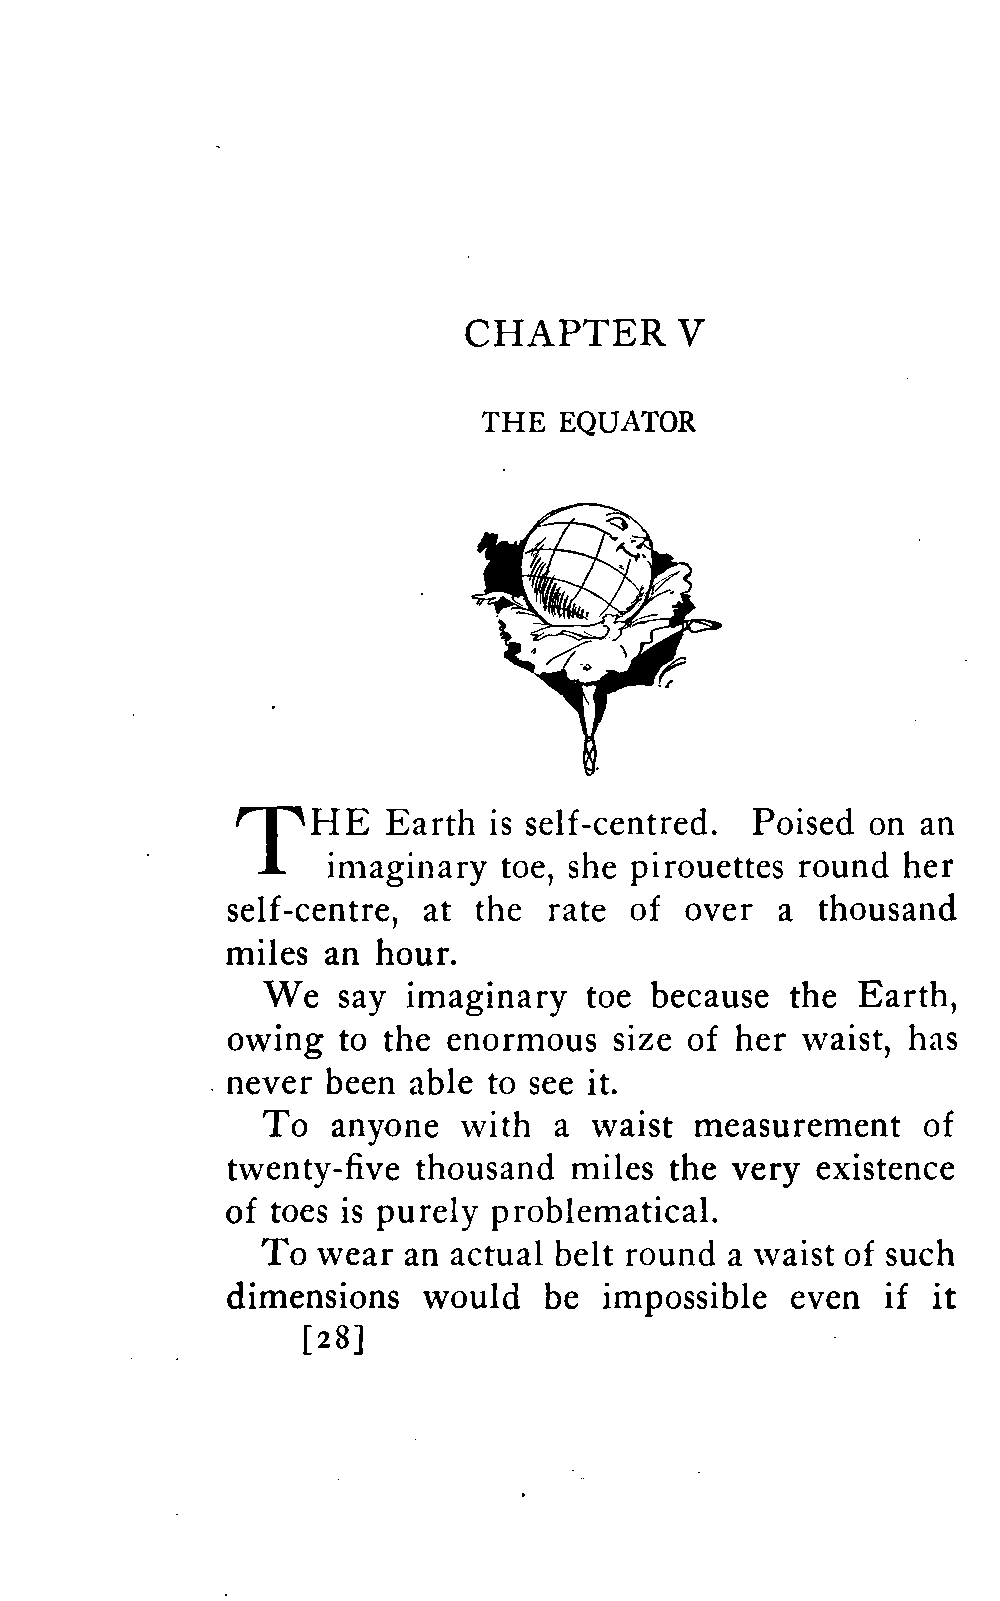 CHAPTER V
THE EQUATOR
THE Earth is self-centred. Poised on an
imaginary toe, she pirouettes round her
self-centre, at the rate of over a thousand
miles an hour.
We say imaginary toe because the Earth,
owing to the enormous size of her waist, has
never been able to see it.
To anyone with a waist measurement of
twenty-five thousand miles the very existence
of toes is purely problematical.
To wear an actual belt round a waist of such
dimensions would be impossible even if it
[28]